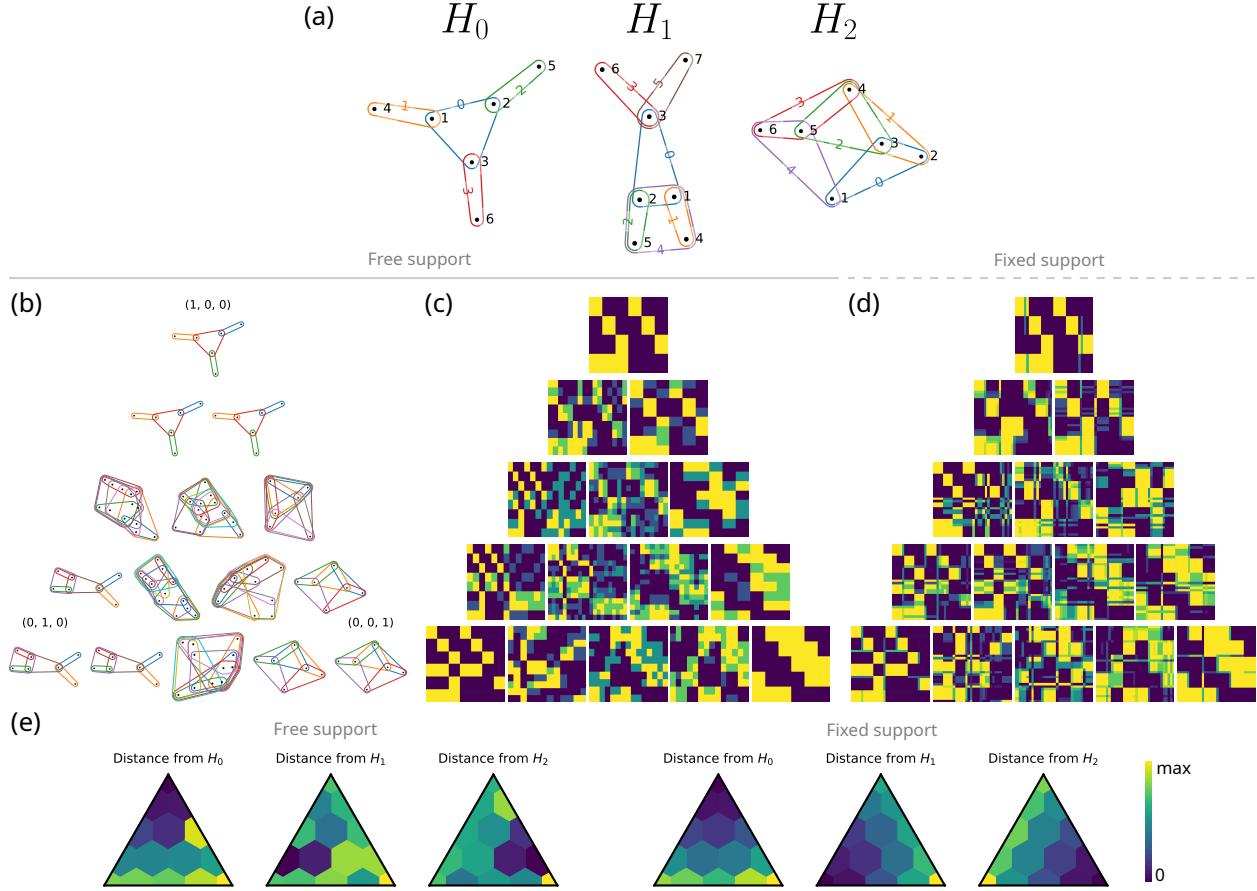 (a)
H₀ H₁ H₂
4 1 1 0 2 2 5 3 3 6
6 3 5 7 3 0 2 1 2 1 5 4 4
4 3 1 6 5 2 3 2 4 0 1
Free support Fixed support
(b) (c) (d)
(1, 0, 0)
(0, 1, 0) (0, 0, 1)
(e)
Free support Fixed support
Distance from H₀ Distance from H₁ Distance from H₂ Distance from H₀ Distance from H₁ Distance from H₂
max
0